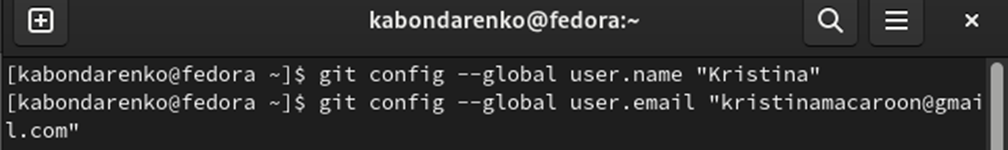 kabondarenko@fedora:~
[kabondarenko@fedora ~]$ git config --global user.name "Kristina"
[kabondarenko@fedora ~]$ git config --global user.email "kristinamacaroon@gmai
l.com"